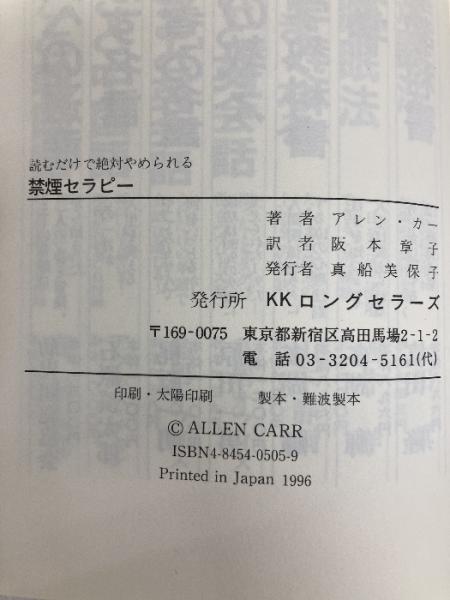 読むだけで絶対やめられる
禁煙セラピー
著者 アレン・カー
訳者 阪本章子
発行者 真船美保子
発行所 KKロングセラーズ
〒169-0075 東京都新宿区高田馬場2-1-2
電話 03-3204-5161(代)
印刷・太陽印刷 製本・難波製本
© ALLEN CARR
ISBN4-8454-0505-9
Printed in Japan 1996